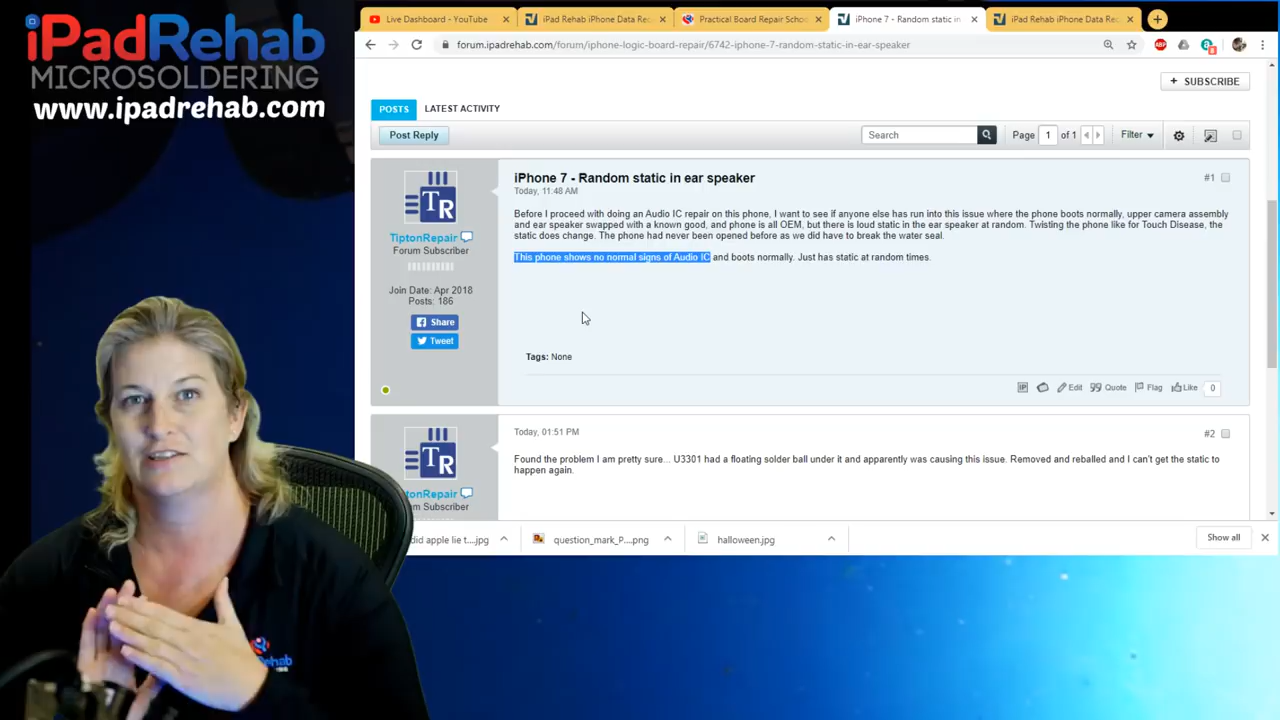 iPadRehab
MICROSOLDERING
www.ipadrehab.com
Live Dashboard - YouTube
iPad Rehab iPhone Data Rec
Practical Board Repair Schoo
iPhone 7 - Random static in
iPad Rehab iPhone Data Rec
forum.ipadrehab.com/forum/iphone-logic-board-repair/6742-iphone-7-random-static-in-ear-speaker
+ SUBSCRIBE
POSTS LATEST ACTIVITY
Post Reply
Search
Page 1 of 1
Filter
TR
TiptonRepair
Forum Subscriber
Join Date: Apr 2018
Posts: 186
Share
Tweet
iPhone 7 - Random static in ear speaker
#1
Today, 11:48 AM
Before I proceed with doing an Audio IC repair on this phone, I want to see if anyone else has run into this issue where the phone boots normally, upper camera assembly
and ear speaker swapped with a known good, and phone is all OEM, but there is loud static in the ear speaker at random. Twisting the phone like for Touch Disease, the
static does change. The phone had never been opened before as we did have to break the water seal.
This phone shows no normal signs of Audio IC and boots normally. Just has static at random times.
Tags: None
Edit Quote Flag Like 0
TR
tonRepair
m Subscriber
Today, 01:51 PM
#2
Found the problem I am pretty sure... U3301 had a floating solder ball under it and apparently was causing this issue. Removed and reballed and I can't get the static to
happen again.
did apple lie t....jpg
question_mark_P....png
halloween.jpg
Show all